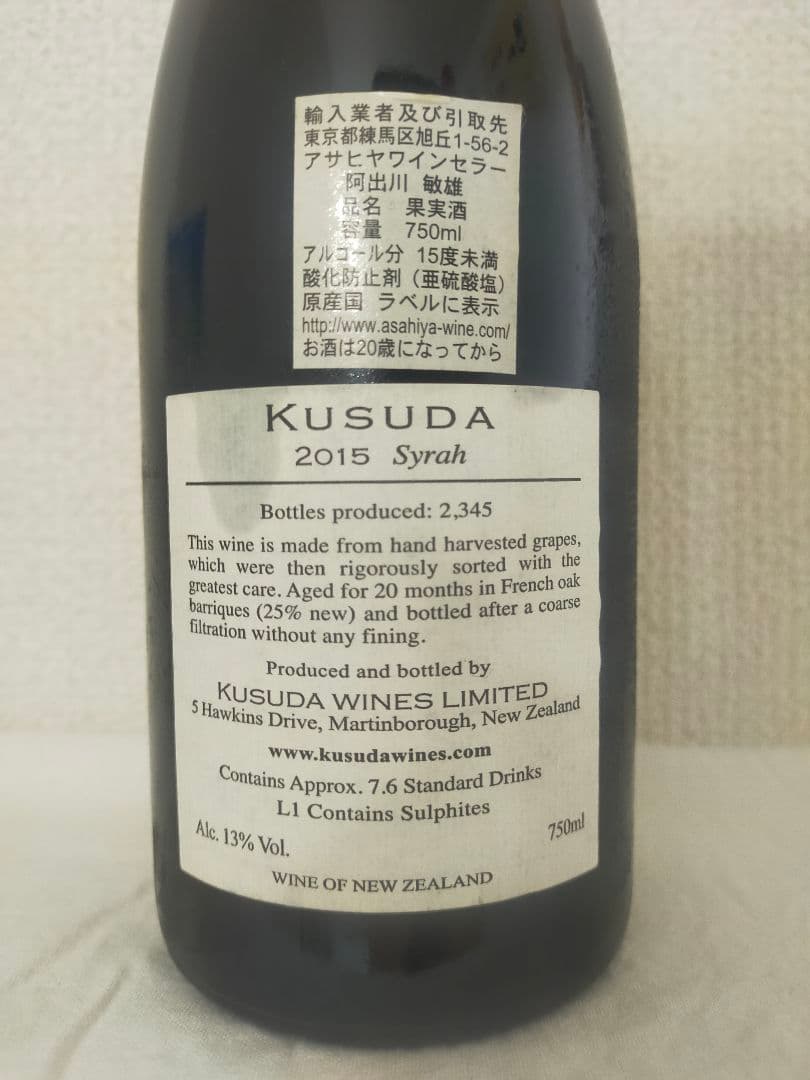 輸入業者及び引取先
東京都練馬区旭丘1-56-2
アサヒヤワインセラー
阿出川 敏雄
品名 果実酒
容量 750ml
アルコール分 15度未満
酸化防止剤（亜硫酸塩）
原産国 ラベルに表示
http://www.asahiya-wine.com/
お酒は20歳になってから
KUSUDA
2015 Syrah
Bottles produced: 2,345
This wine is made from hand harvested grapes,
which were then rigorously sorted with the
greatest care. Aged for 20 months in French oak
barriques (25% new) and bottled after a coarse
filtration without any fining.
Produced and bottled by
KUSUDA WINES LIMITED
5 Hawkins Drive, Martinborough, New Zealand
www.kusudawines.com
Contains Approx. 7.6 Standard Drinks
L1 Contains Sulphites
Alc. 13% Vol.
750ml
WINE OF NEW ZEALAND